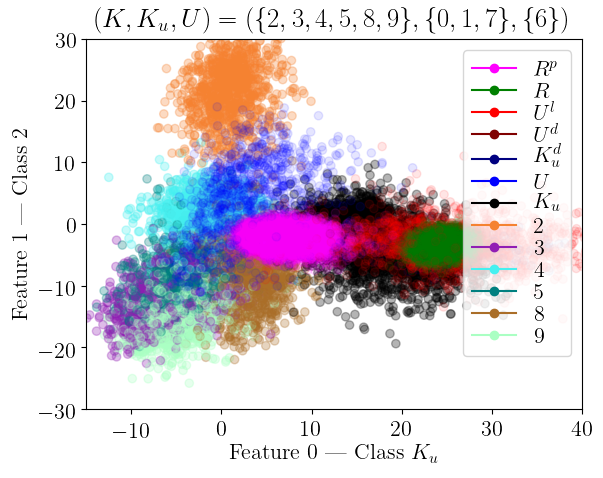 (K, K_u, U) = ({2, 3, 4, 5, 8, 9}, {0, 1, 7}, {6})
30
20
10
0
−10
−20
−30
Feature 1 — Class 2
R^p
R
U^l
U^d
K_u^d
U
K_u
2
3
4
5
8
9
−10
0
10
20
30
40
Feature 0 — Class K_u